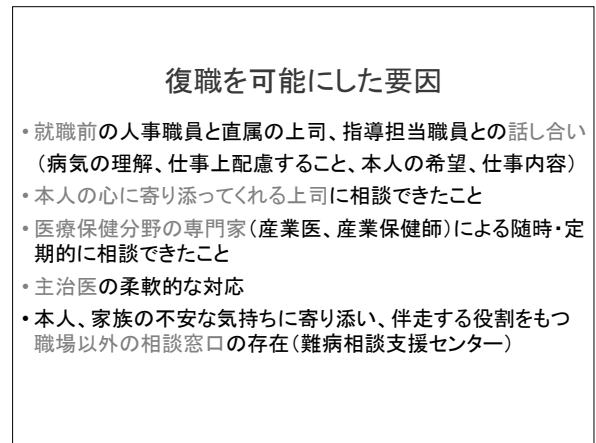 復職を可能にした要因
•就職前の人事職員と直属の上司、指導担当職員との話し合い
（病気の理解、仕事上配慮すること、本人の希望、仕事内容）
•本人の心に寄り添ってくれる上司に相談できたこと
•医療保健分野の専門家（産業医、産業保健師）による随時・定
期的に相談できたこと
•主治医の柔軟的な対応
•本人、家族の不安な気持ちに寄り添い、伴走する役割をもつ
職場以外の相談窓口の存在（難病相談支援センター）